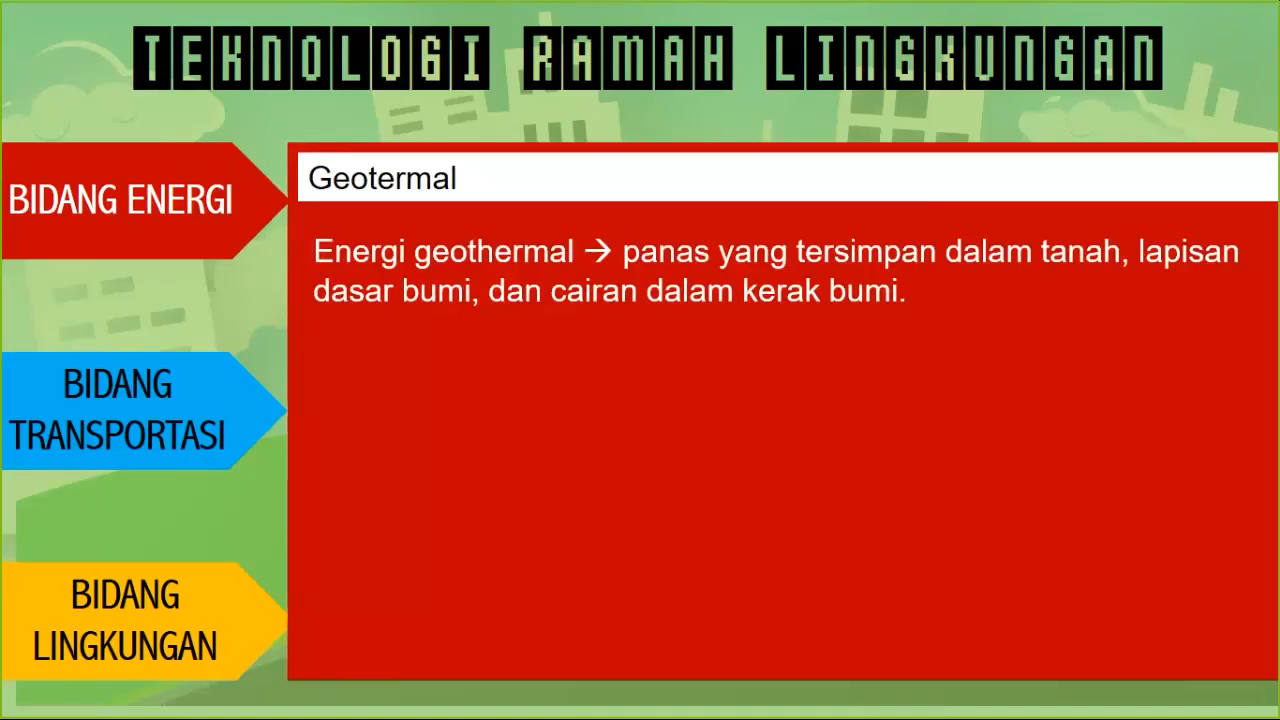 TEKNOLOGI RAMAH LINGKUNGAN
BIDANG ENERGI
Geotermal
Energi geothermal → panas yang tersimpan dalam tanah, lapisan
dasar bumi, dan cairan dalam kerak bumi.
BIDANG
TRANSPORTASI
BIDANG
LINGKUNGAN